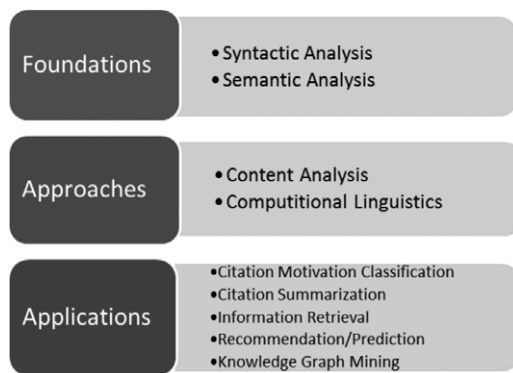 Foundations
•Syntactic Analysis
•Semantic Analysis
Approaches
•Content Analysis
•Computitional Linguistics
Applications
•Citation Motivation Classification
•Citation Summarization
•Information Retrieval
•Recommendation/Prediction
•Knowledge Graph Mining